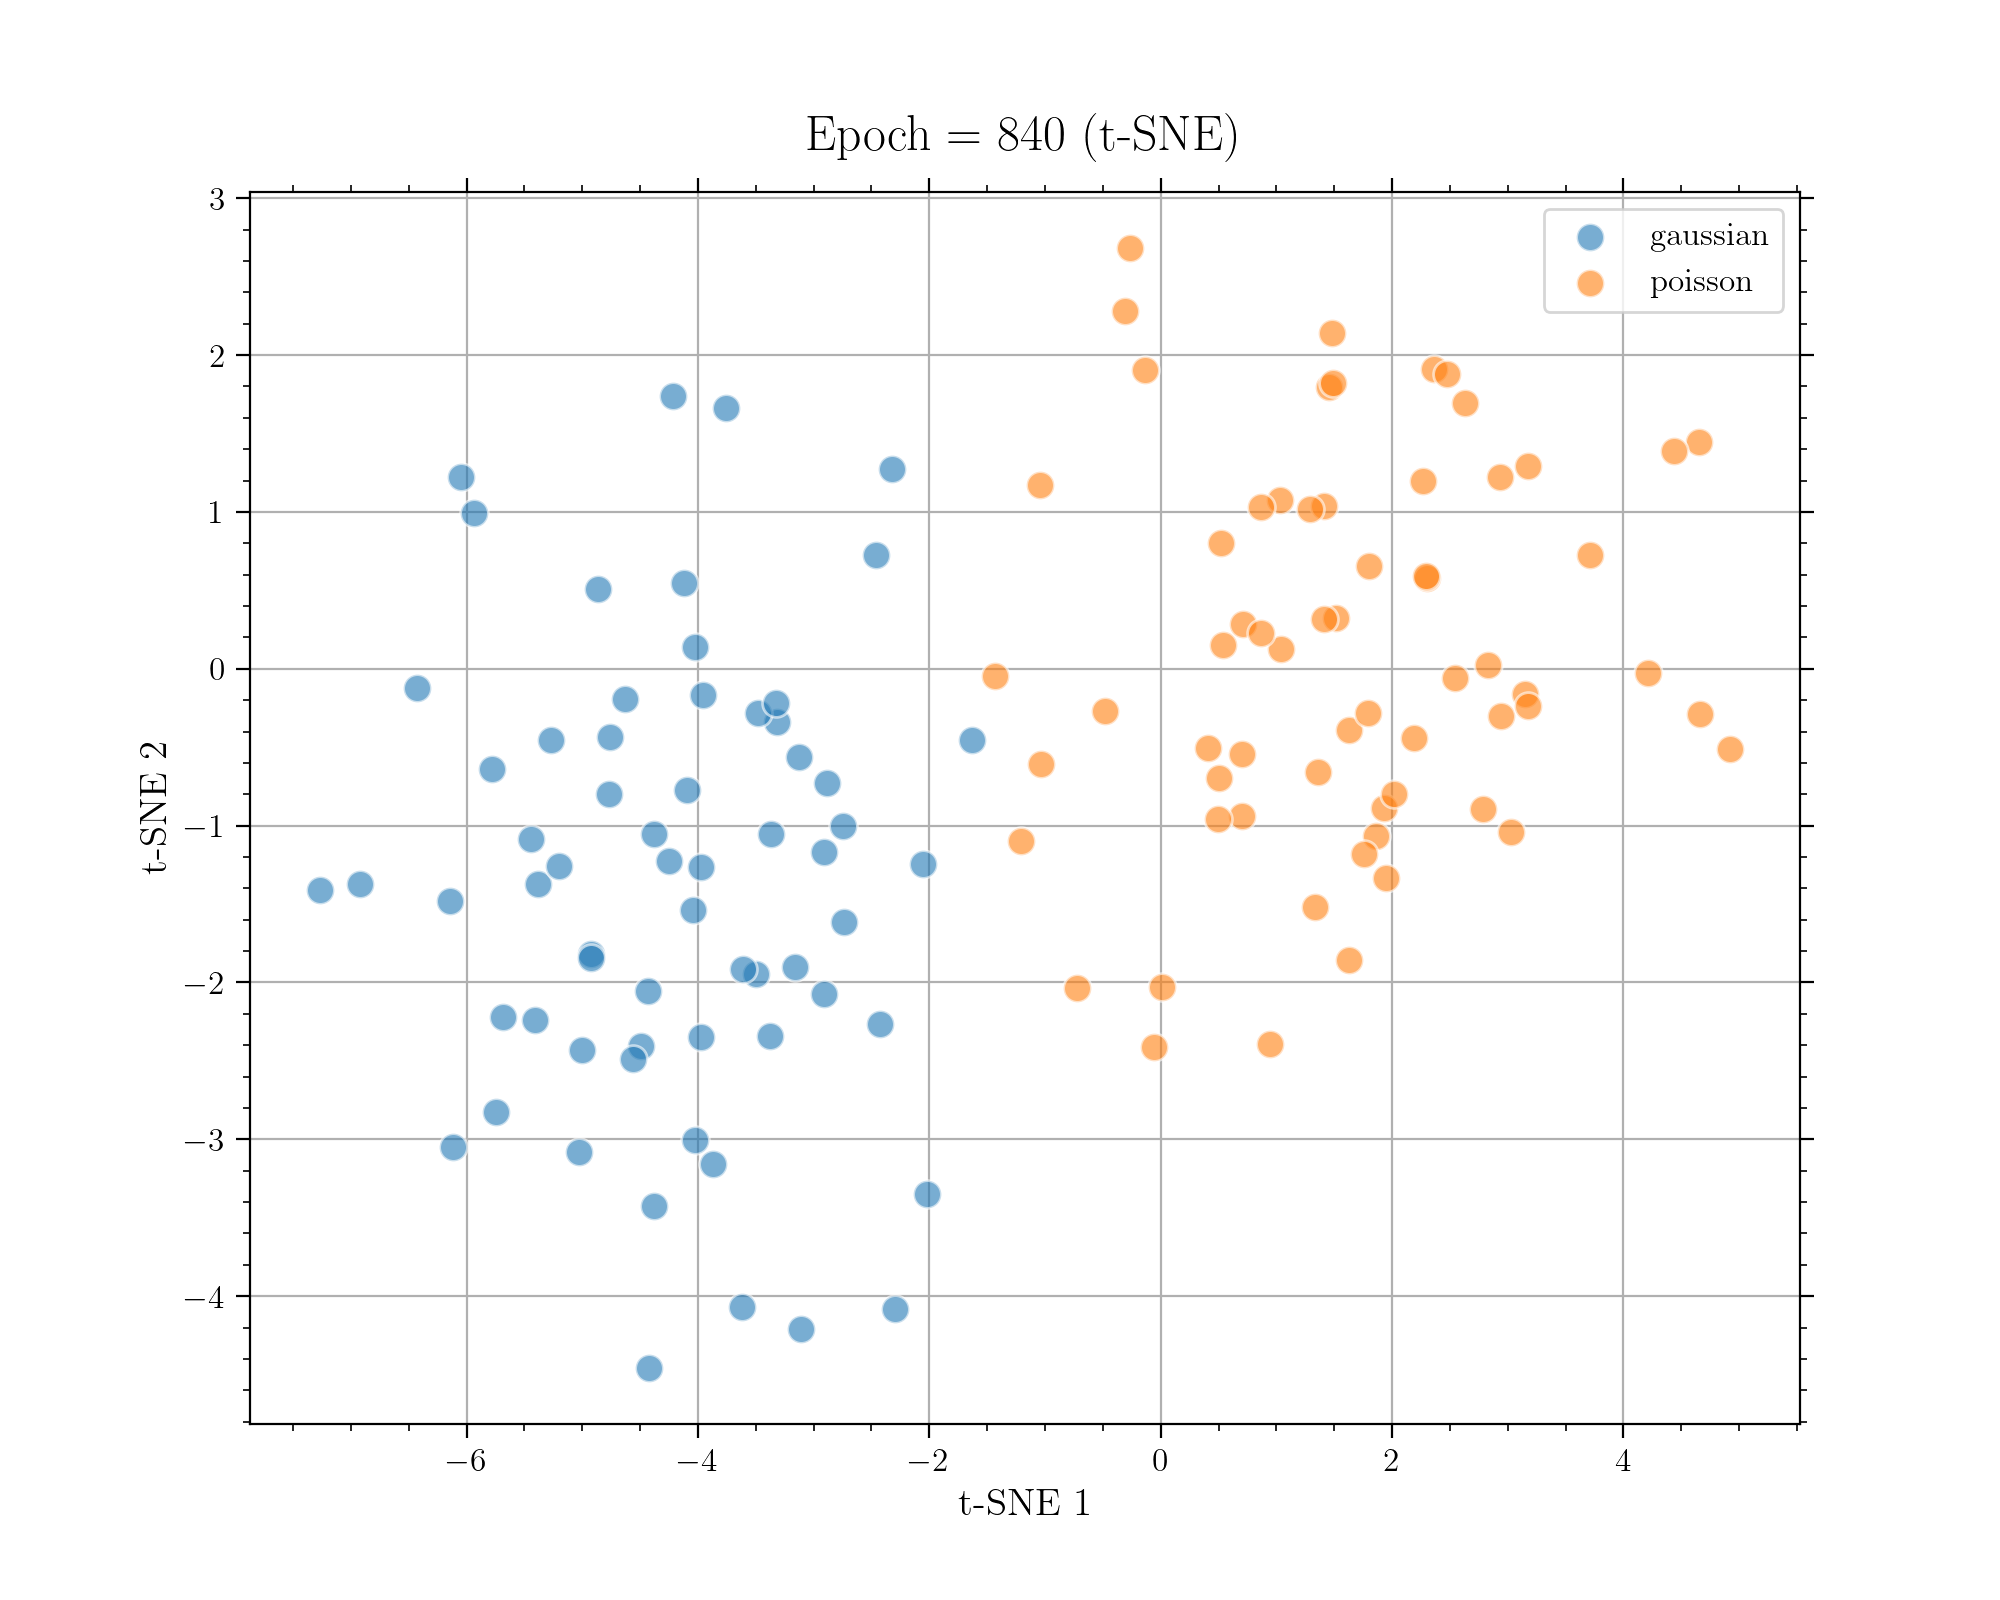 Epoch = 840 (t-SNE)
gaussian
poisson
3
2
1
0
−1
−2
−3
−4
t-SNE 2
−6 −4 −2 0 2 4
t-SNE 1